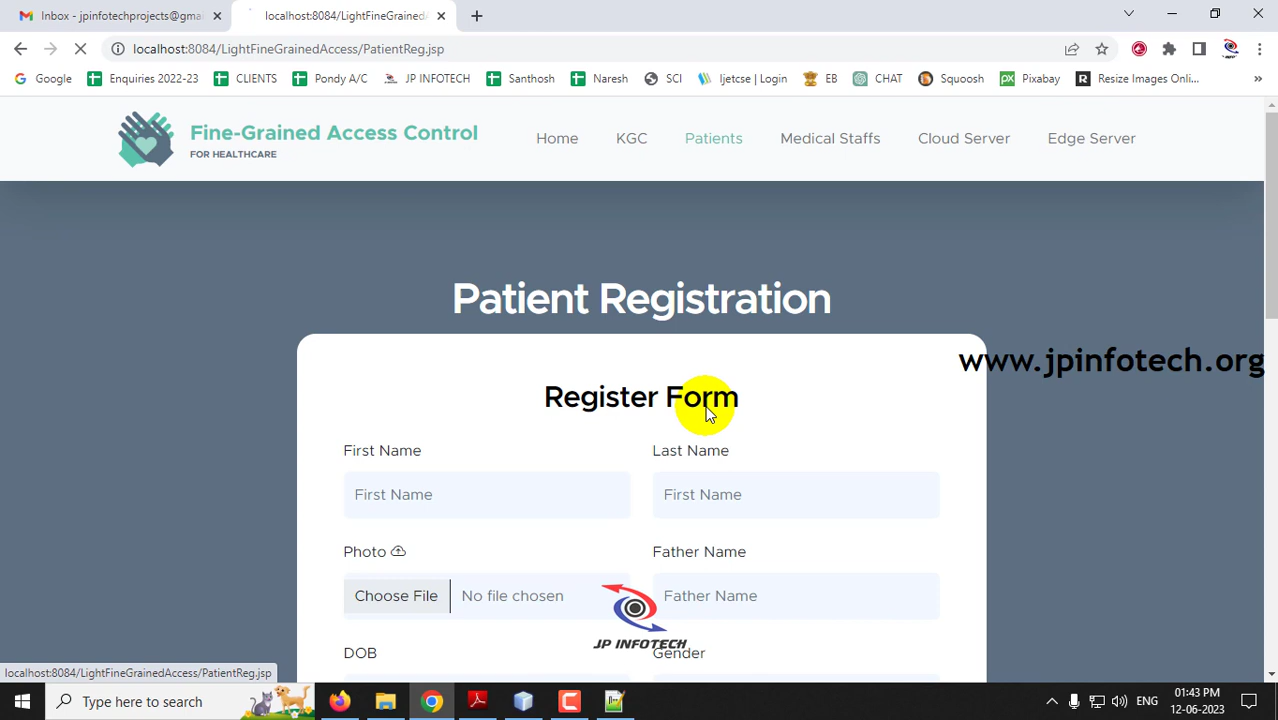 Inbox - jpinfotechprojects@gmai
localhost:8084/LightFineGrainedA
localhost:8084/LightFineGrainedAccess/PatientReg.jsp
Google
Enquiries 2022-23
CLIENTS
Pondy A/C
JP INFOTECH
Santhosh
Naresh
SCI
Ijetcse | Login
EB
CHAT
Squoosh
Pixabay
Resize Images Onli...
»
Fine-Grained Access Control
FOR HEALTHCARE
Home
KGC
Patients
Medical Staffs
Cloud Server
Edge Server
Patient Registration
www.jpinfotech.org
Register Form
First Name
Last Name
First Name
First Name
Photo
Father Name
Choose File
No file chosen
Father Name
JP INFOTECH
DOB
Gender
localhost:8084/LightFineGrainedAccess/PatientReg.jsp
Type here to search
ENG
01:43 PM
12-06-2023